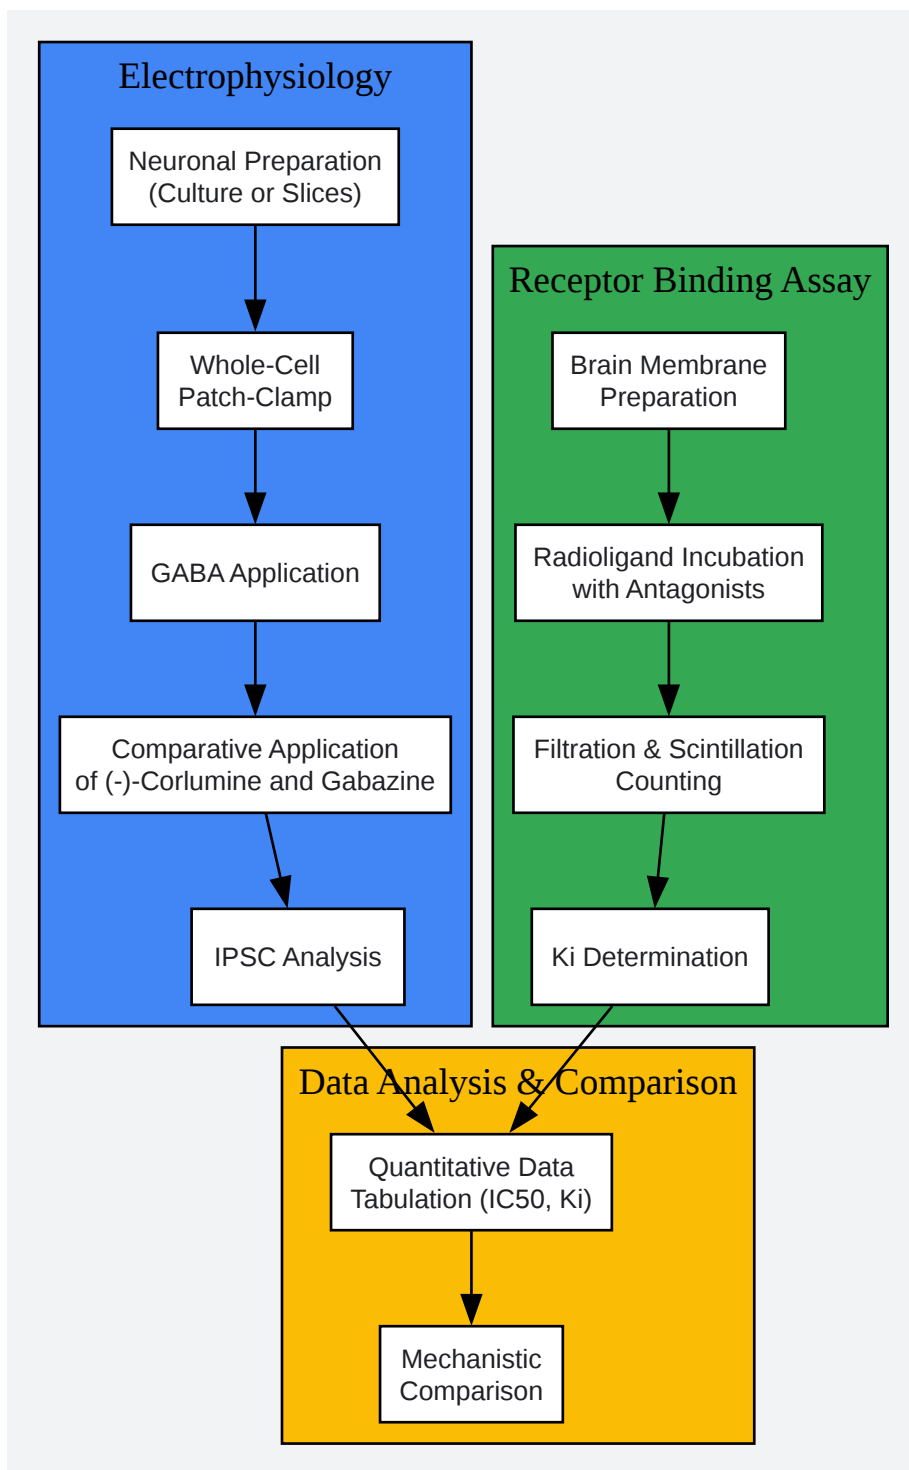 Electrophysiology
Neuronal Preparation
(Culture or Slices)
Whole-Cell
Patch-Clamp
GABA Application
Comparative Application
of (-)-Corlumine and Gabazine
IPSC Analysis
Receptor Binding Assay
Brain Membrane
Preparation
Radioligand Incubation
with Antagonists
Filtration & Scintillation
Counting
Ki Determination
Data Analysis & Comparison
Quantitative Data
Tabulation (IC50, Ki)
Mechanistic
Comparison